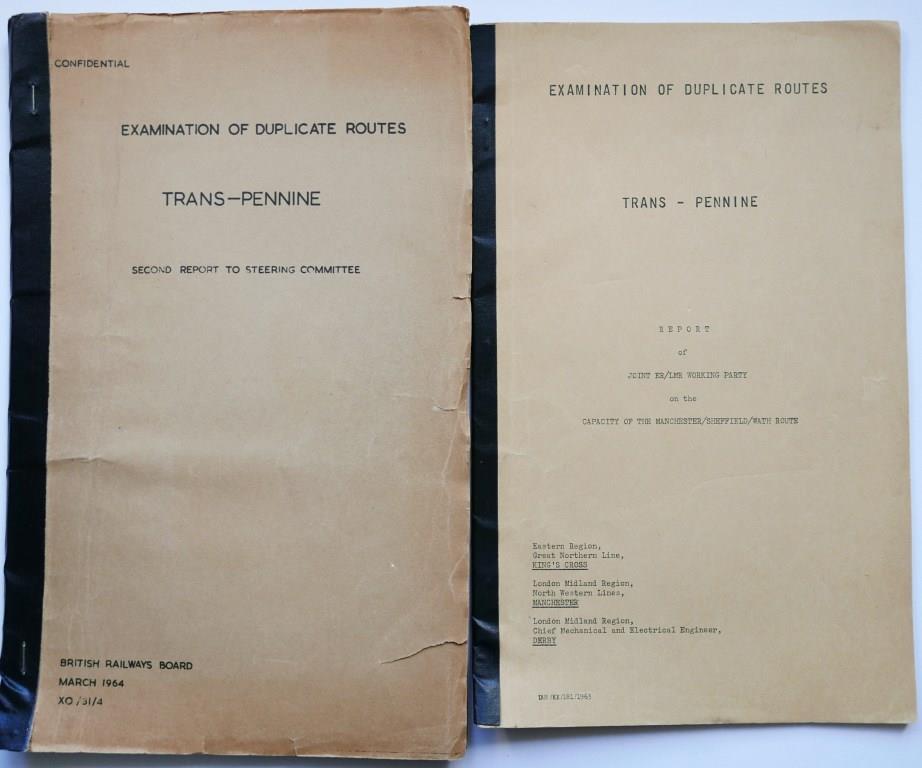 CONFIDENTIAL
EXAMINATION OF DUPLICATE ROUTES
TRANS-PENNINE
SECOND REPORT TO STEERING COMMITTEE
BRITISH RAILWAYS BOARD
MARCH 1964
XO/31/4
EXAMINATION OF DUPLICATE ROUTES
TRANS - PENNINE
REPORT
of
JOINT ER/LMR WORKING PARTY
on the
CAPACITY OF THE MANCHESTER/SHEFFIELD/WATH ROUTE
Eastern Region,
Great Northern Line,
KING'S CROSS
London Midland Region,
North Western Lines,
MANCHESTER
London Midland Region,
Chief Mechanical and Electrical Engineer,
DERBY